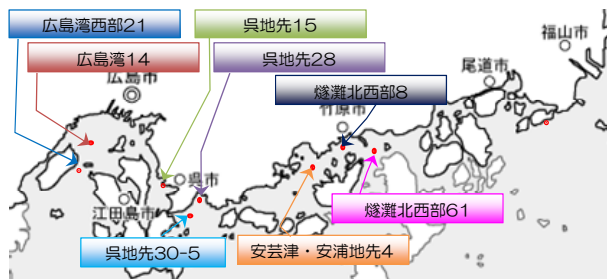 広島湾西部21
呉地先15
福山市
広島湾14
呉地先28
尾道市
広島市
燧灘北西部8
竹原市
呉市
江田島市
燧灘北西部61
呉地先30-5
安芸津・安浦地先4